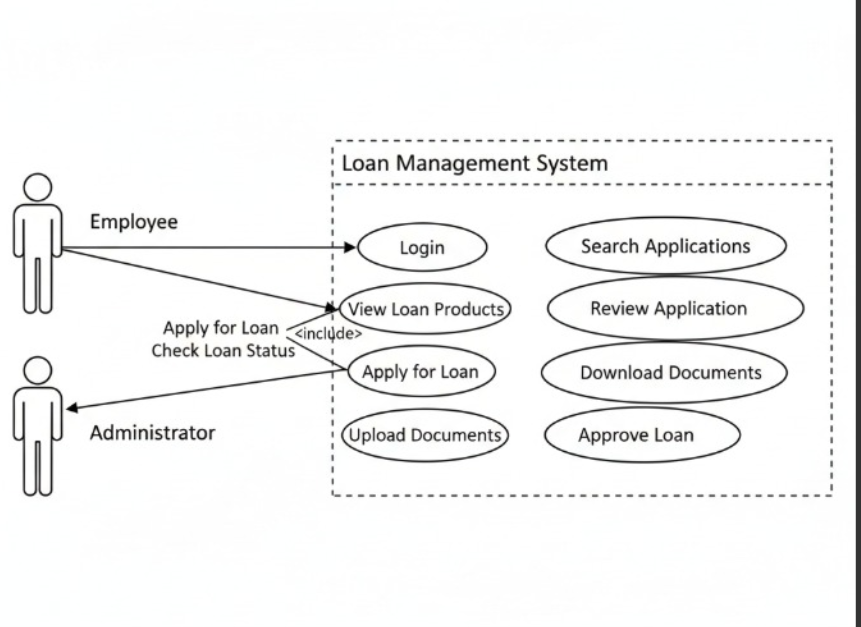 Loan Management System
Employee
Login
Search Applications
View Loan Products
Review Application
Apply for Loan
<include>
Check Loan Status
Apply for Loan
Download Documents
Administrator
Upload Documents
Approve Loan